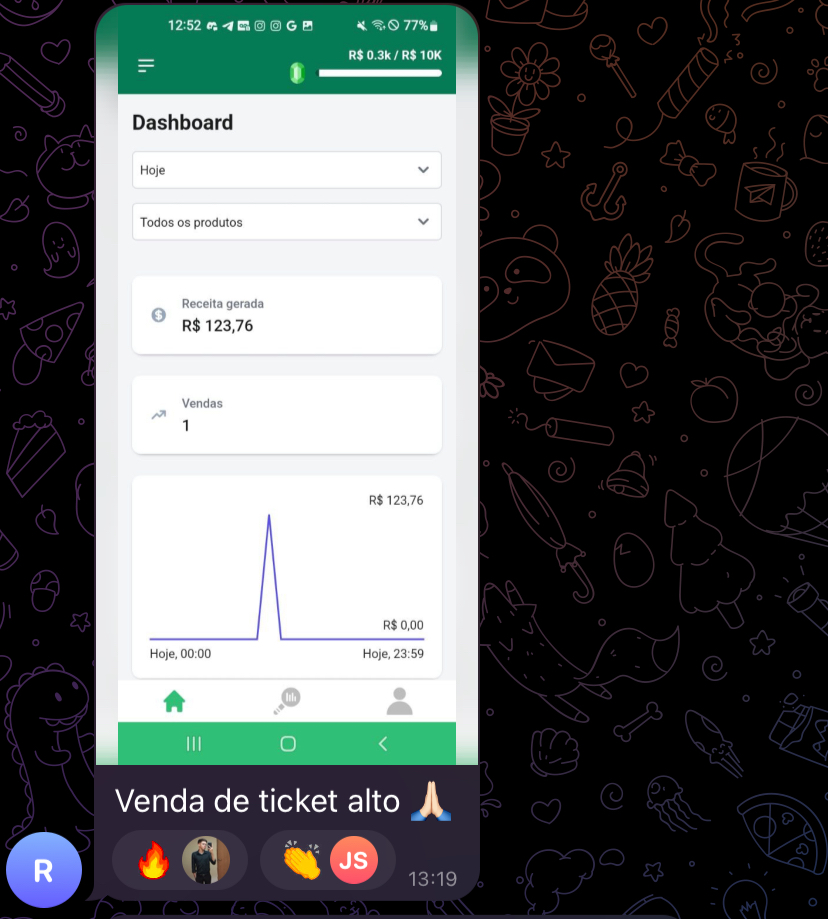 12:52
77%
R$ 0.3k / R$ 10K
Dashboard
Hoje
Todos os produtos
Receita gerada
R$ 123,76
Vendas
1
R$ 123,76
R$ 0,00
Hoje, 00:00 Hoje, 23:59
Venda de ticket alto 🙏🏻
JS
13:19
R